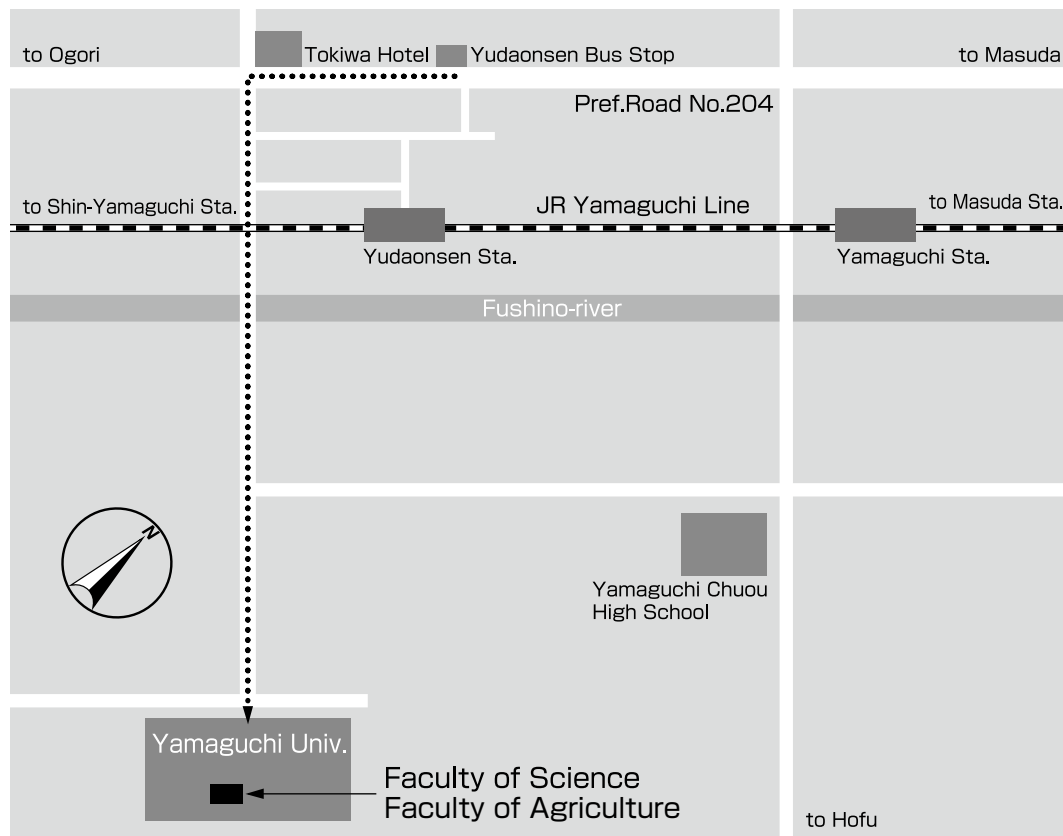 to Ogori
Tokiwa Hotel
Yudaonsen Bus Stop
to Masuda
Pref.Road No.204
to Shin-Yamaguchi Sta.
JR Yamaguchi Line
to Masuda Sta.
Yudaonsen Sta.
Yamaguchi Sta.
Fushino-river
N
Yamaguchi Chuou
High School
Yamaguchi Univ.
Faculty of Science
Faculty of Agriculture
to Hofu